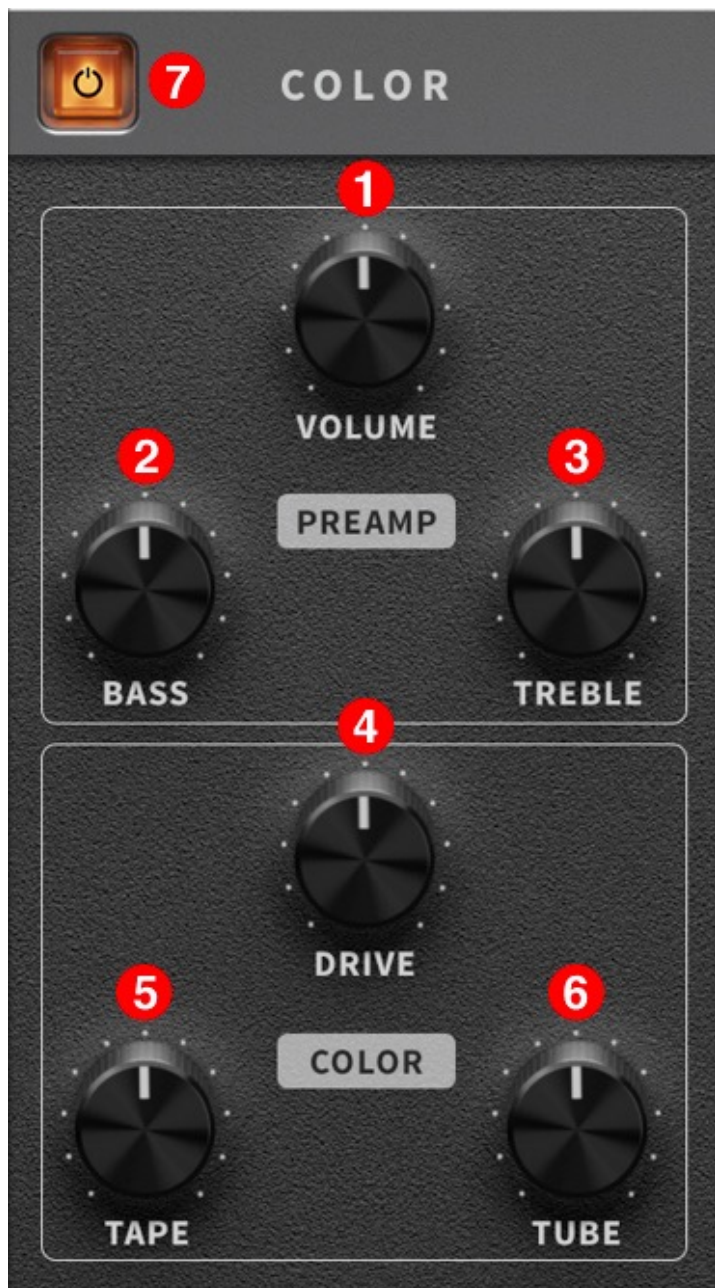 7 COLOR
1
VOLUME
2 3
PREAMP
BASS TREBLE
4
DRIVE
5 6
COLOR
TAPE TUBE